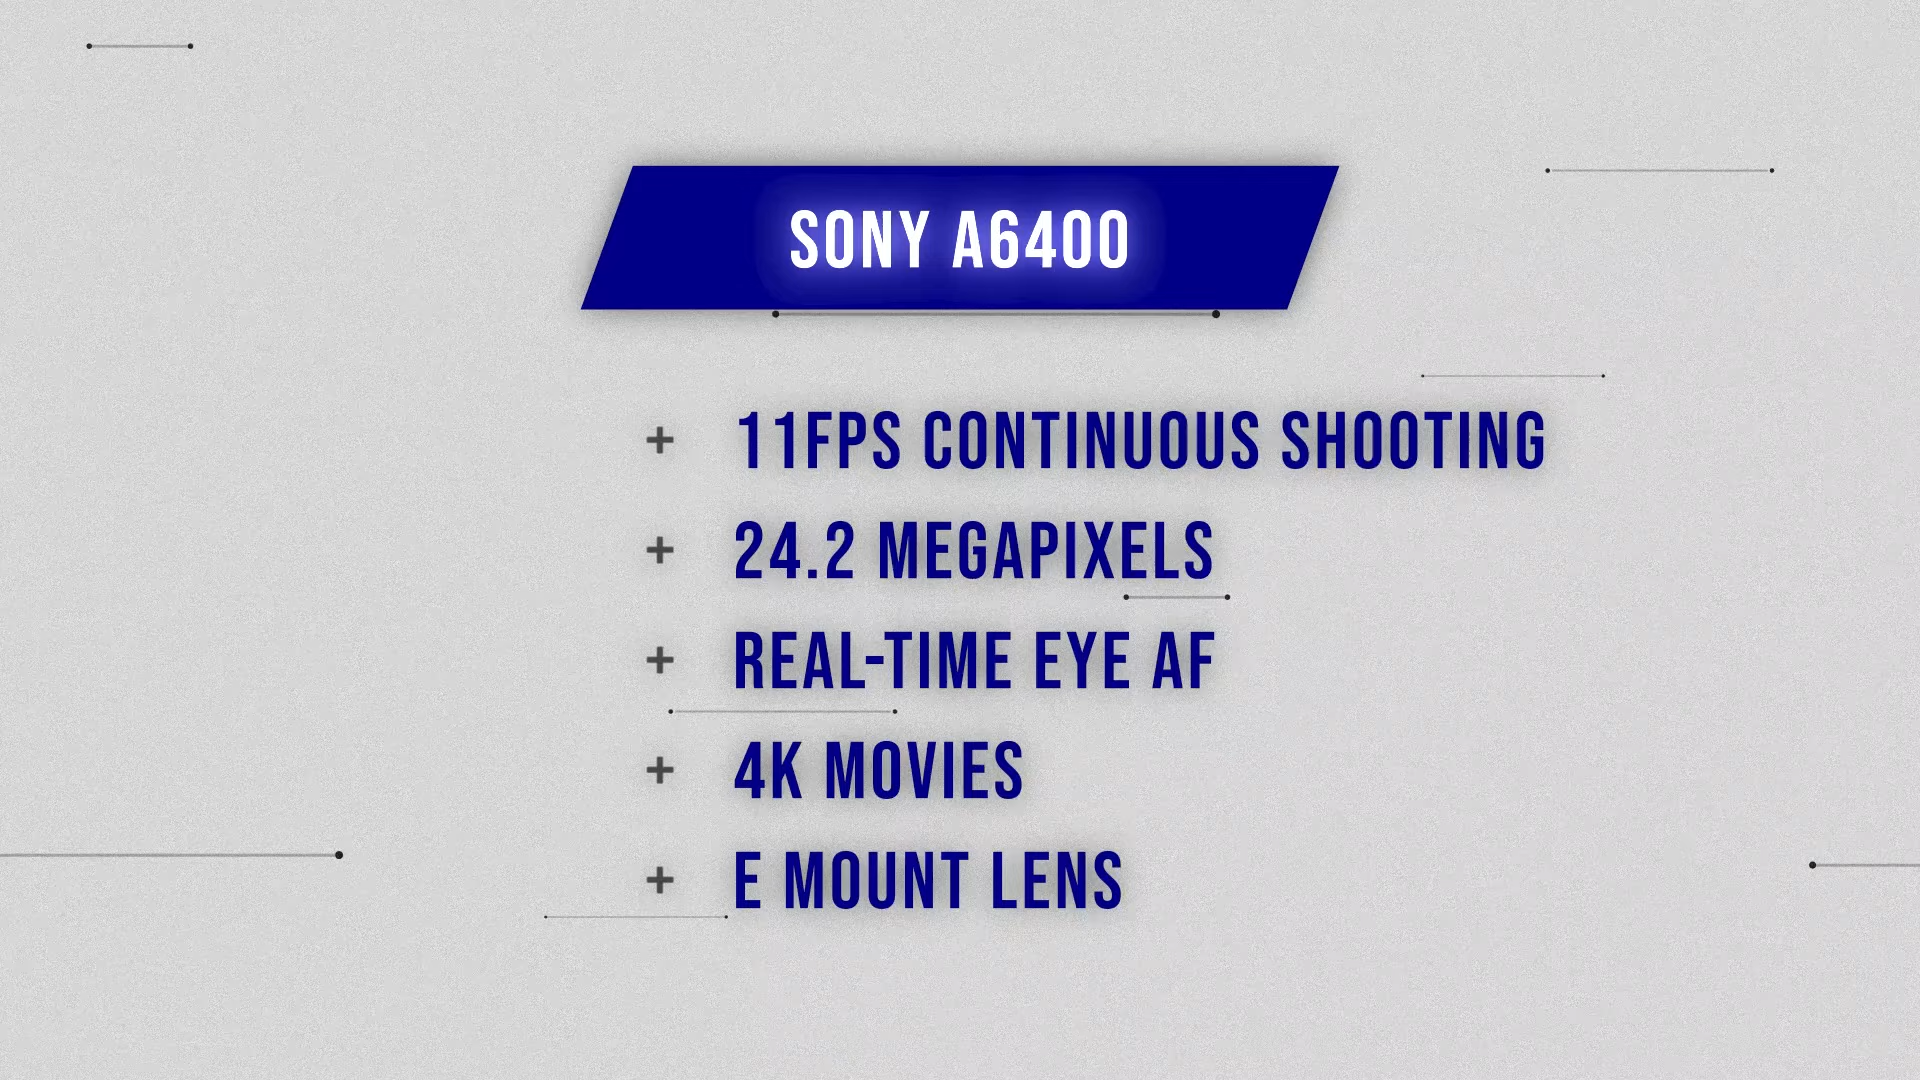 SONY A6400
+ 11FPS CONTINUOUS SHOOTING
+ 24.2 MEGAPIXELS
+ REAL-TIME EYE AF
+ 4K MOVIES
+ E MOUNT LENS